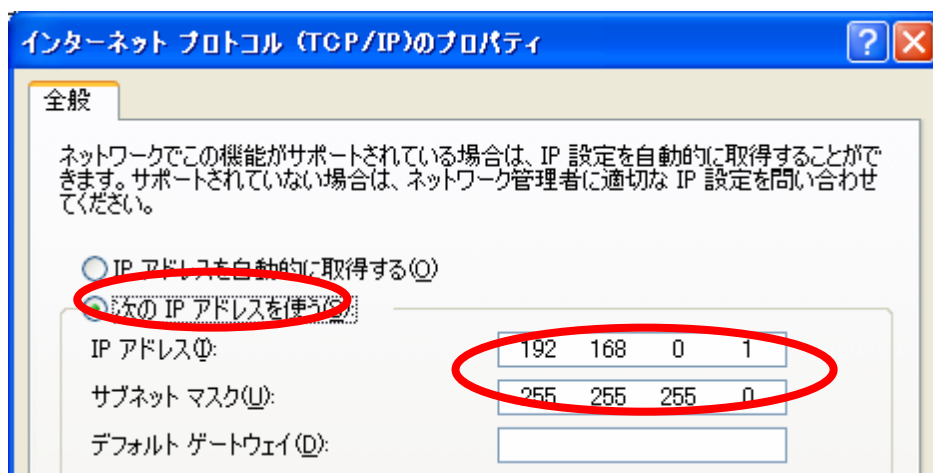 インターネット プロトコル (TCP/IP)のプロパティ
全般
ネットワークでこの機能がサポートされている場合は、IP 設定を自動的に取得することがで
きます。サポートされていない場合は、ネットワーク管理者に適切な IP 設定を問い合わせ
てください。
IP アドレスを自動的に取得する(O)
次の IP アドレスを使う(S):
IP アドレス(I): 192 168 0 1
サブネット マスク(U): 255 255 255 0
デフォルト ゲートウェイ(D):